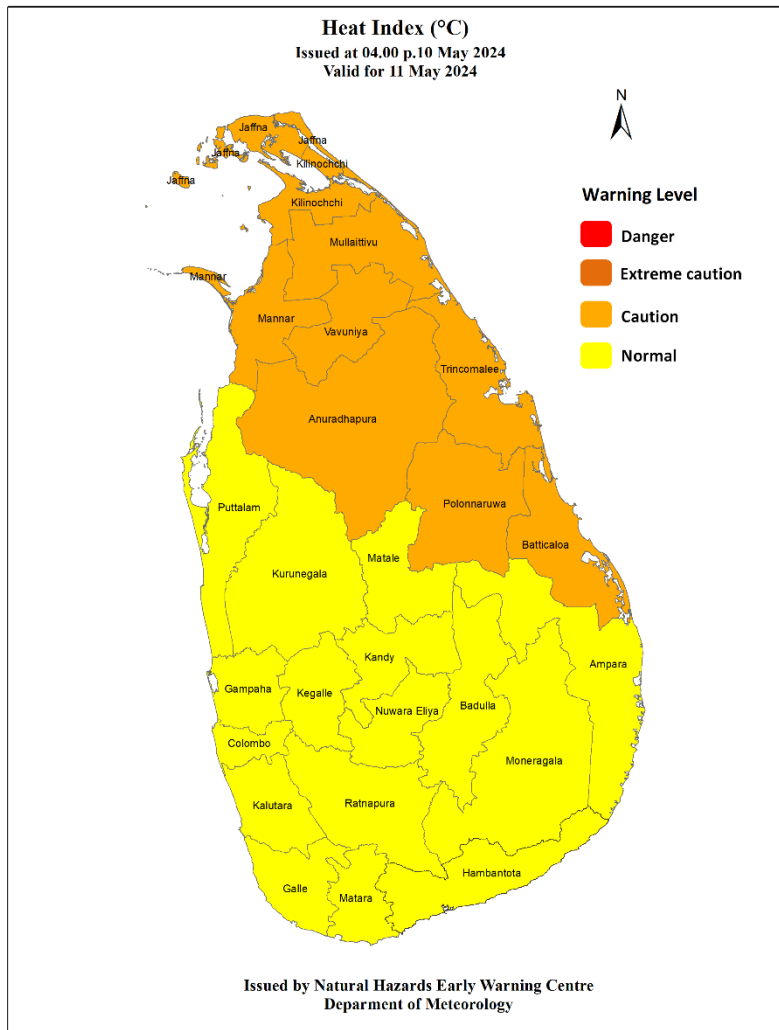 Heat Index (°C)
Issued at 04.00 p.10 May 2024
Valid for 11 May 2024
N
Jaffna
Jaffna
Jaffna
Kilinochchi
Jaffna
Kilinochchi
Mullaittivu
Mannar
Mannar
Vavuniya
Trincomalee
Anuradhapura
Polonnaruwa
Puttalam
Batticaloa
Matale
Kurunegala
Kandy
Ampara
Gampaha
Kegalle
Nuwara Eliya
Badulla
Colombo
Moneragala
Kalutara
Ratnapura
Hambantota
Galle
Matara
Warning Level
Danger
Extreme caution
Caution
Normal
Issued by Natural Hazards Early Warning Centre
Deparment of Meteorology